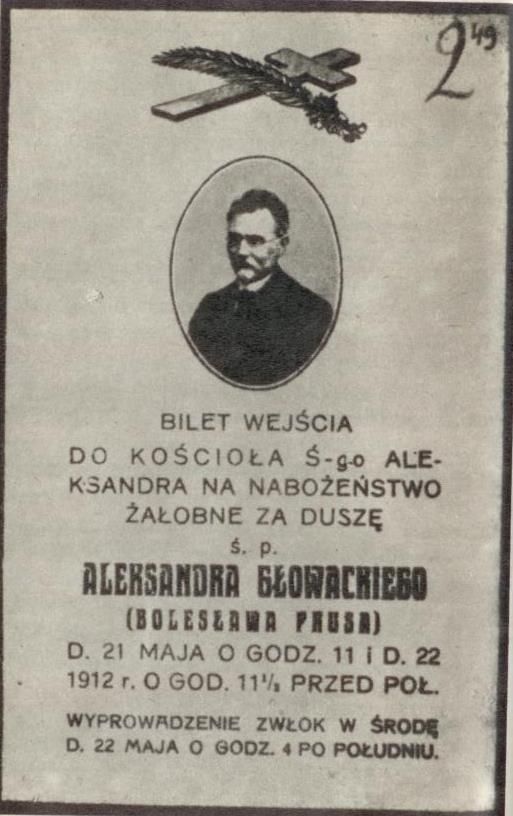 2 49
BILET WEJŚCIA
DO KOŚCIOŁA Ś-go ALE-
KSANDRA NA NABOŻEŃSTWO
ŻAŁOBNE ZA DUSZĘ
ś. p.
ALEKSANDRA GŁOWACKIEGO
(BOLESŁAWA PRUSA)
D. 21 MAJA O GODZ. 11 i D. 22
1912 r. O GOD. 11½ PRZED POŁ.
WYPROWADZENIE ZWŁOK W ŚRODĘ
D. 22 MAJA O GODZ. 4 PO POŁUDNIU.